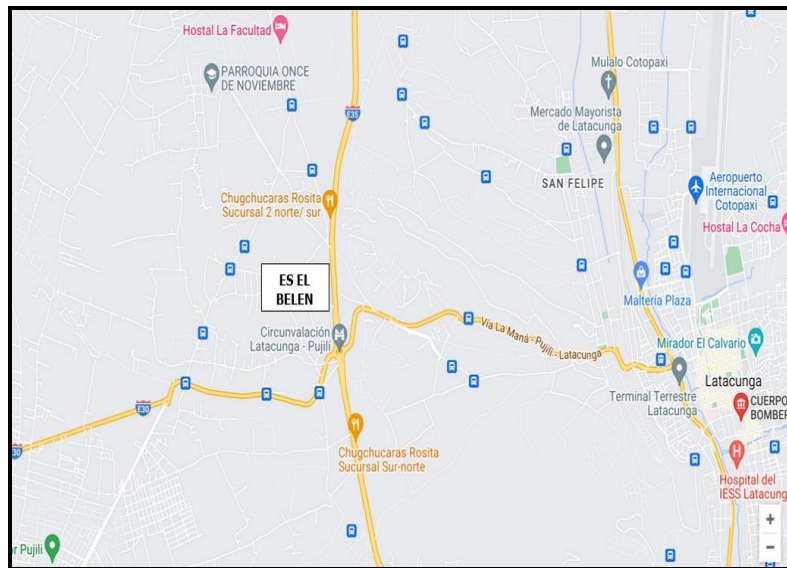 Hostal La Facultad
PARROQUIA ONCE
DE NOVIEMBRE
E35
Mulalo Cotopaxi
Mercado Mayorista
de Latacunga
SAN FELIPE
Aeropuerto
Internacional
Cotopaxi
Hostal La Cocha
Chugchucaras Rosita
Sucursal 2 norte/ sur
ES EL
BELEN
Maltería Plaza
Circunvalación
Latacunga - Pujilí
Vía La Maná - Pujilí - Latacunga
Mirador El Calvario
Terminal Terrestre
Latacunga
Latacunga
CUERPO
BOMBER
E30
30
Chugchucaras Rosita
Sucursal Sur-norte
Hospital del
IESS Latacung
or Pujilí
+
−